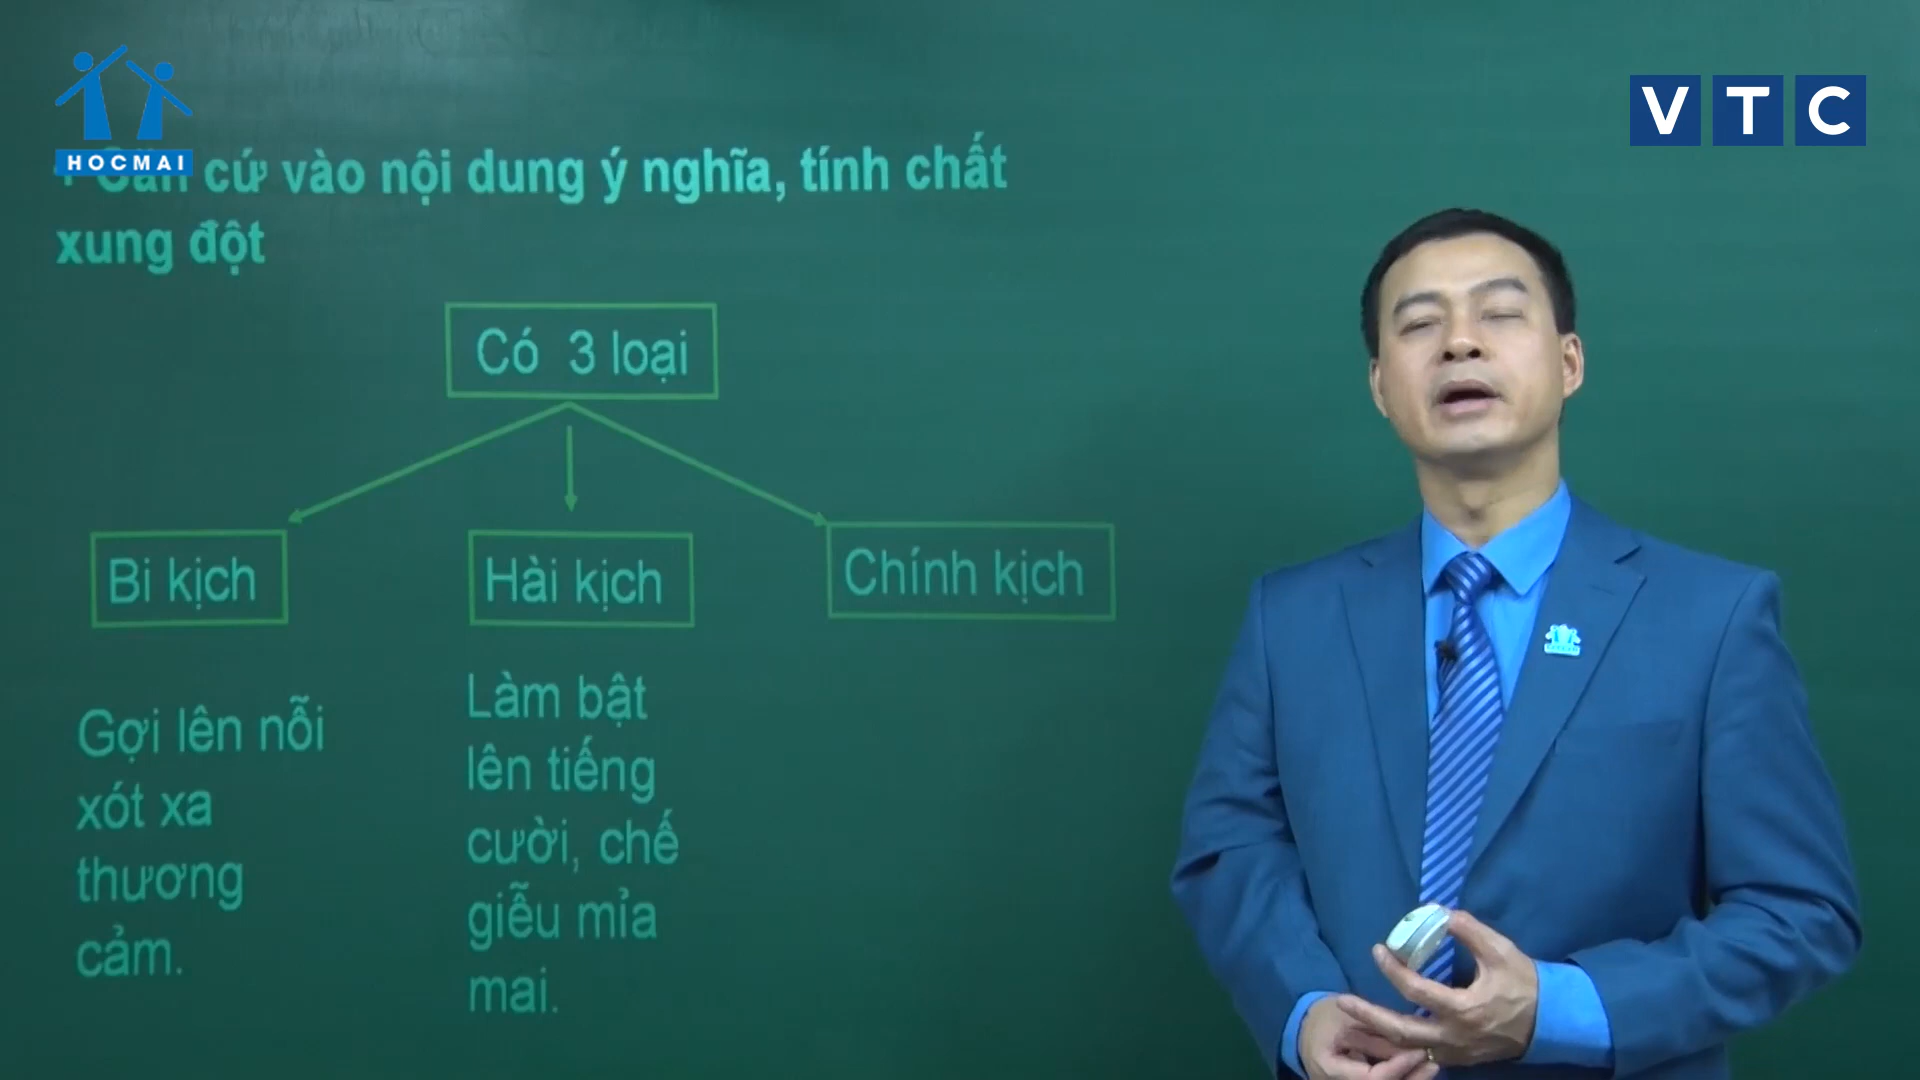 HOCMAI
VTC
cứ vào nội dung ý nghĩa, tính chất
xung đột
Có 3 loại
Bi kịch
Hài kịch
Chính kịch
Gợi lên nỗi
xót xa
thương
cảm.
Làm bật
lên tiếng
cười, chế
giễu mỉa
mai.